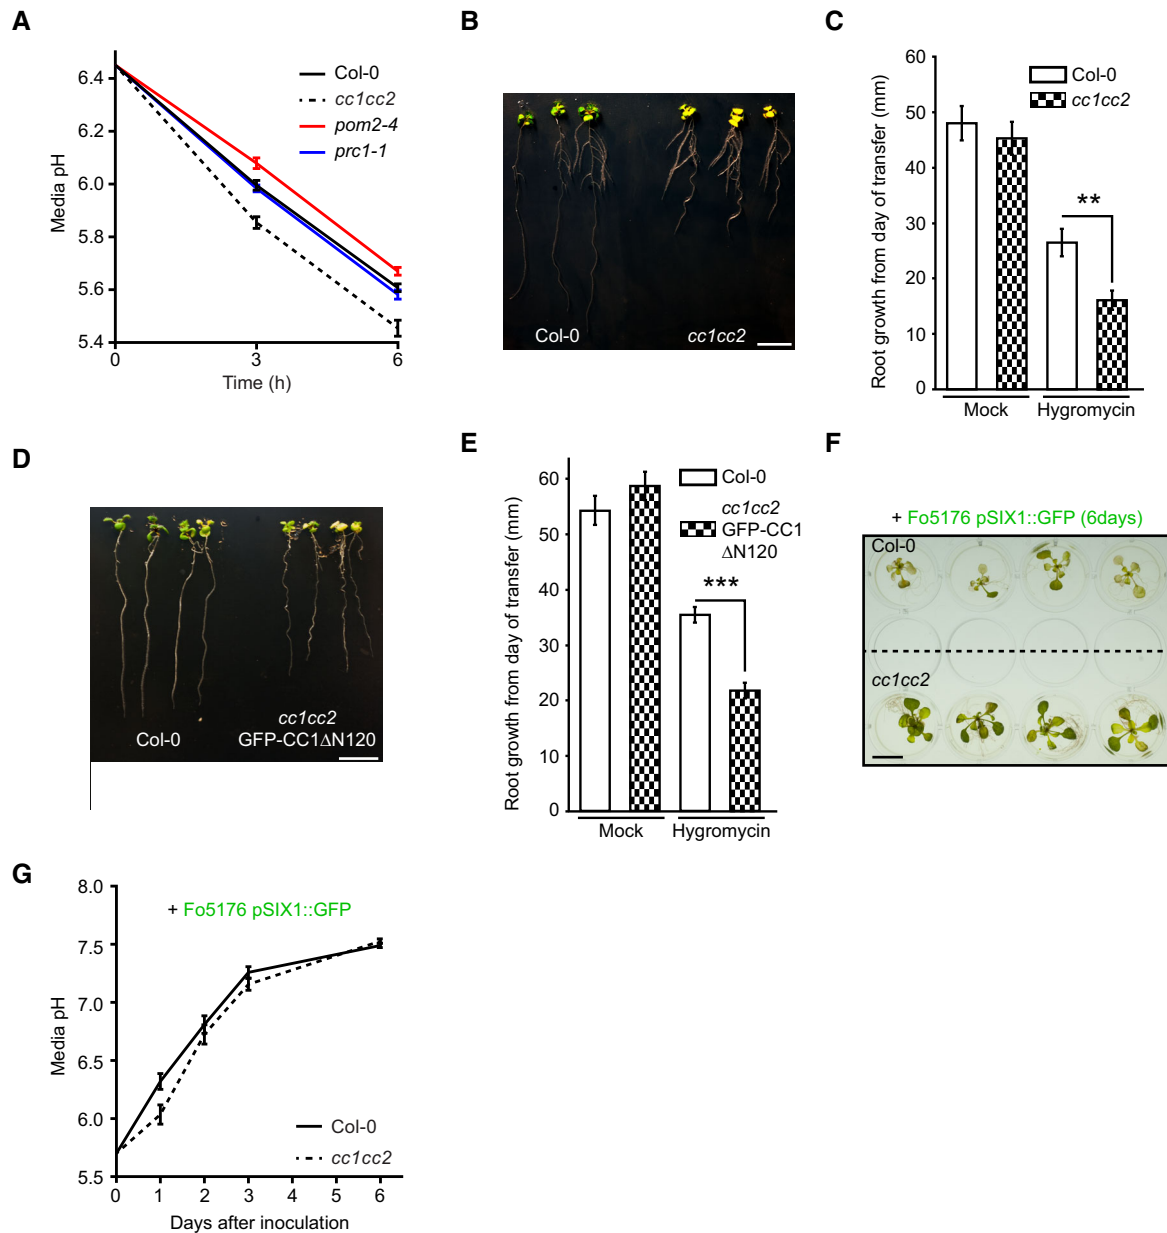 A
Media pH
6.4
6.2
6.0
5.8
5.6
5.4
0
3
6
Time (h)
Col-0
cc1cc2
pom2-4
prc1-1
B
Col-0
cc1cc2
C
Root growth from day of transfer (mm)
60
50
40
30
20
10
0
Col-0
cc1cc2
**
Mock
Hygromycin
D
Col-0
cc1cc2
GFP-CC1ΔN120
E
Root growth from day of transfer (mm)
60
50
40
30
20
10
0
Col-0
cc1cc2
GFP-CC1
ΔN120
***
Mock
Hygromycin
F
+ Fo5176 pSIX1::GFP (6days)
Col-0
cc1cc2
G
Media pH
8.0
7.5
7.0
6.5
6.0
5.5
+ Fo5176 pSIX1::GFP
Col-0
cc1cc2
0 1 2 3 4 5 6
Days after inoculation